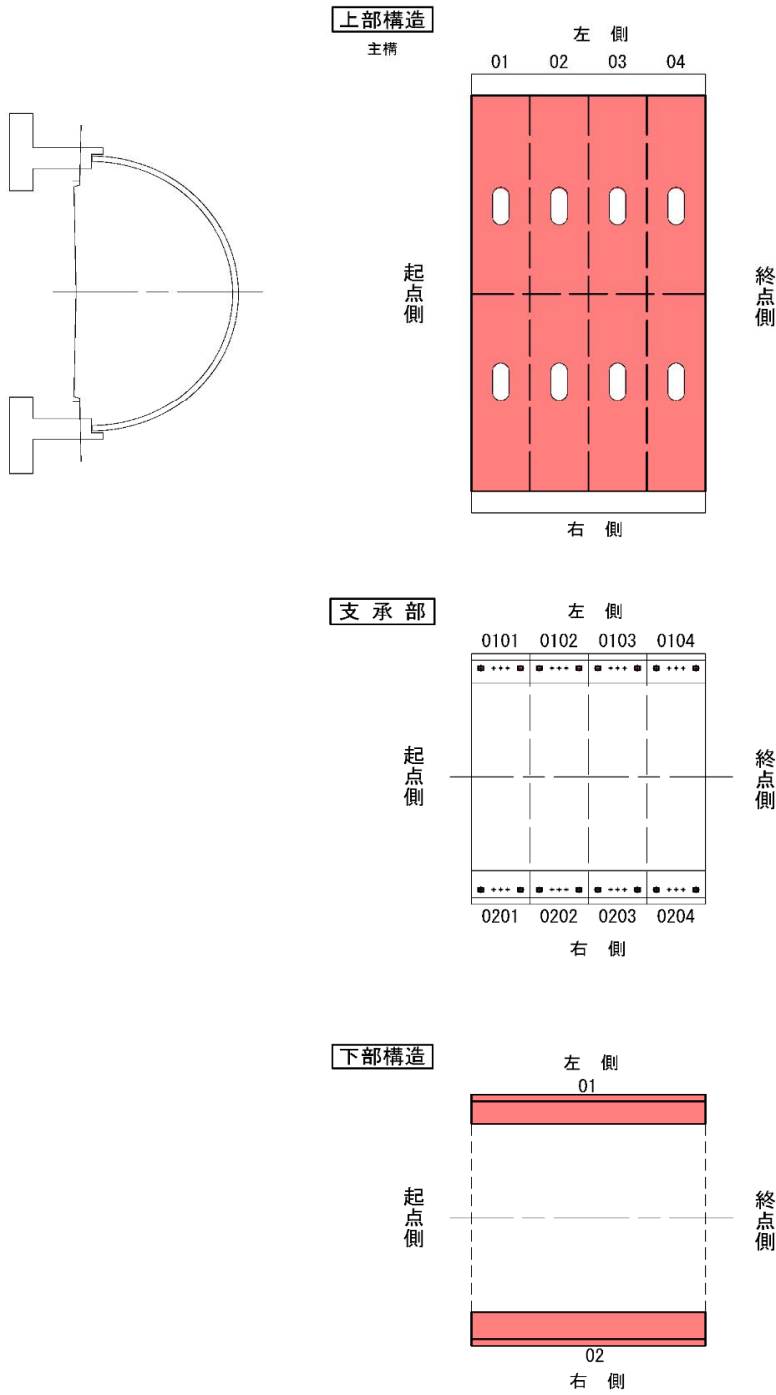 上部構造
主構
左 側
01 02 03 04
起点側
終点側
右 側
支 承 部
左 側
0101 0102 0103 0104
起点側
終点側
0201 0202 0203 0204
右 側
下部構造
左 側
01
起点側
終点側
02
右 側